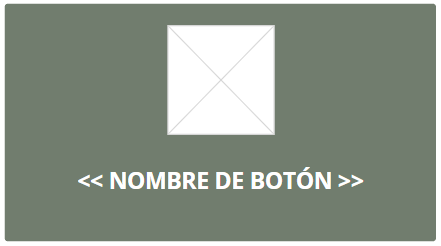 << NOMBRE DE BOTÓN >>